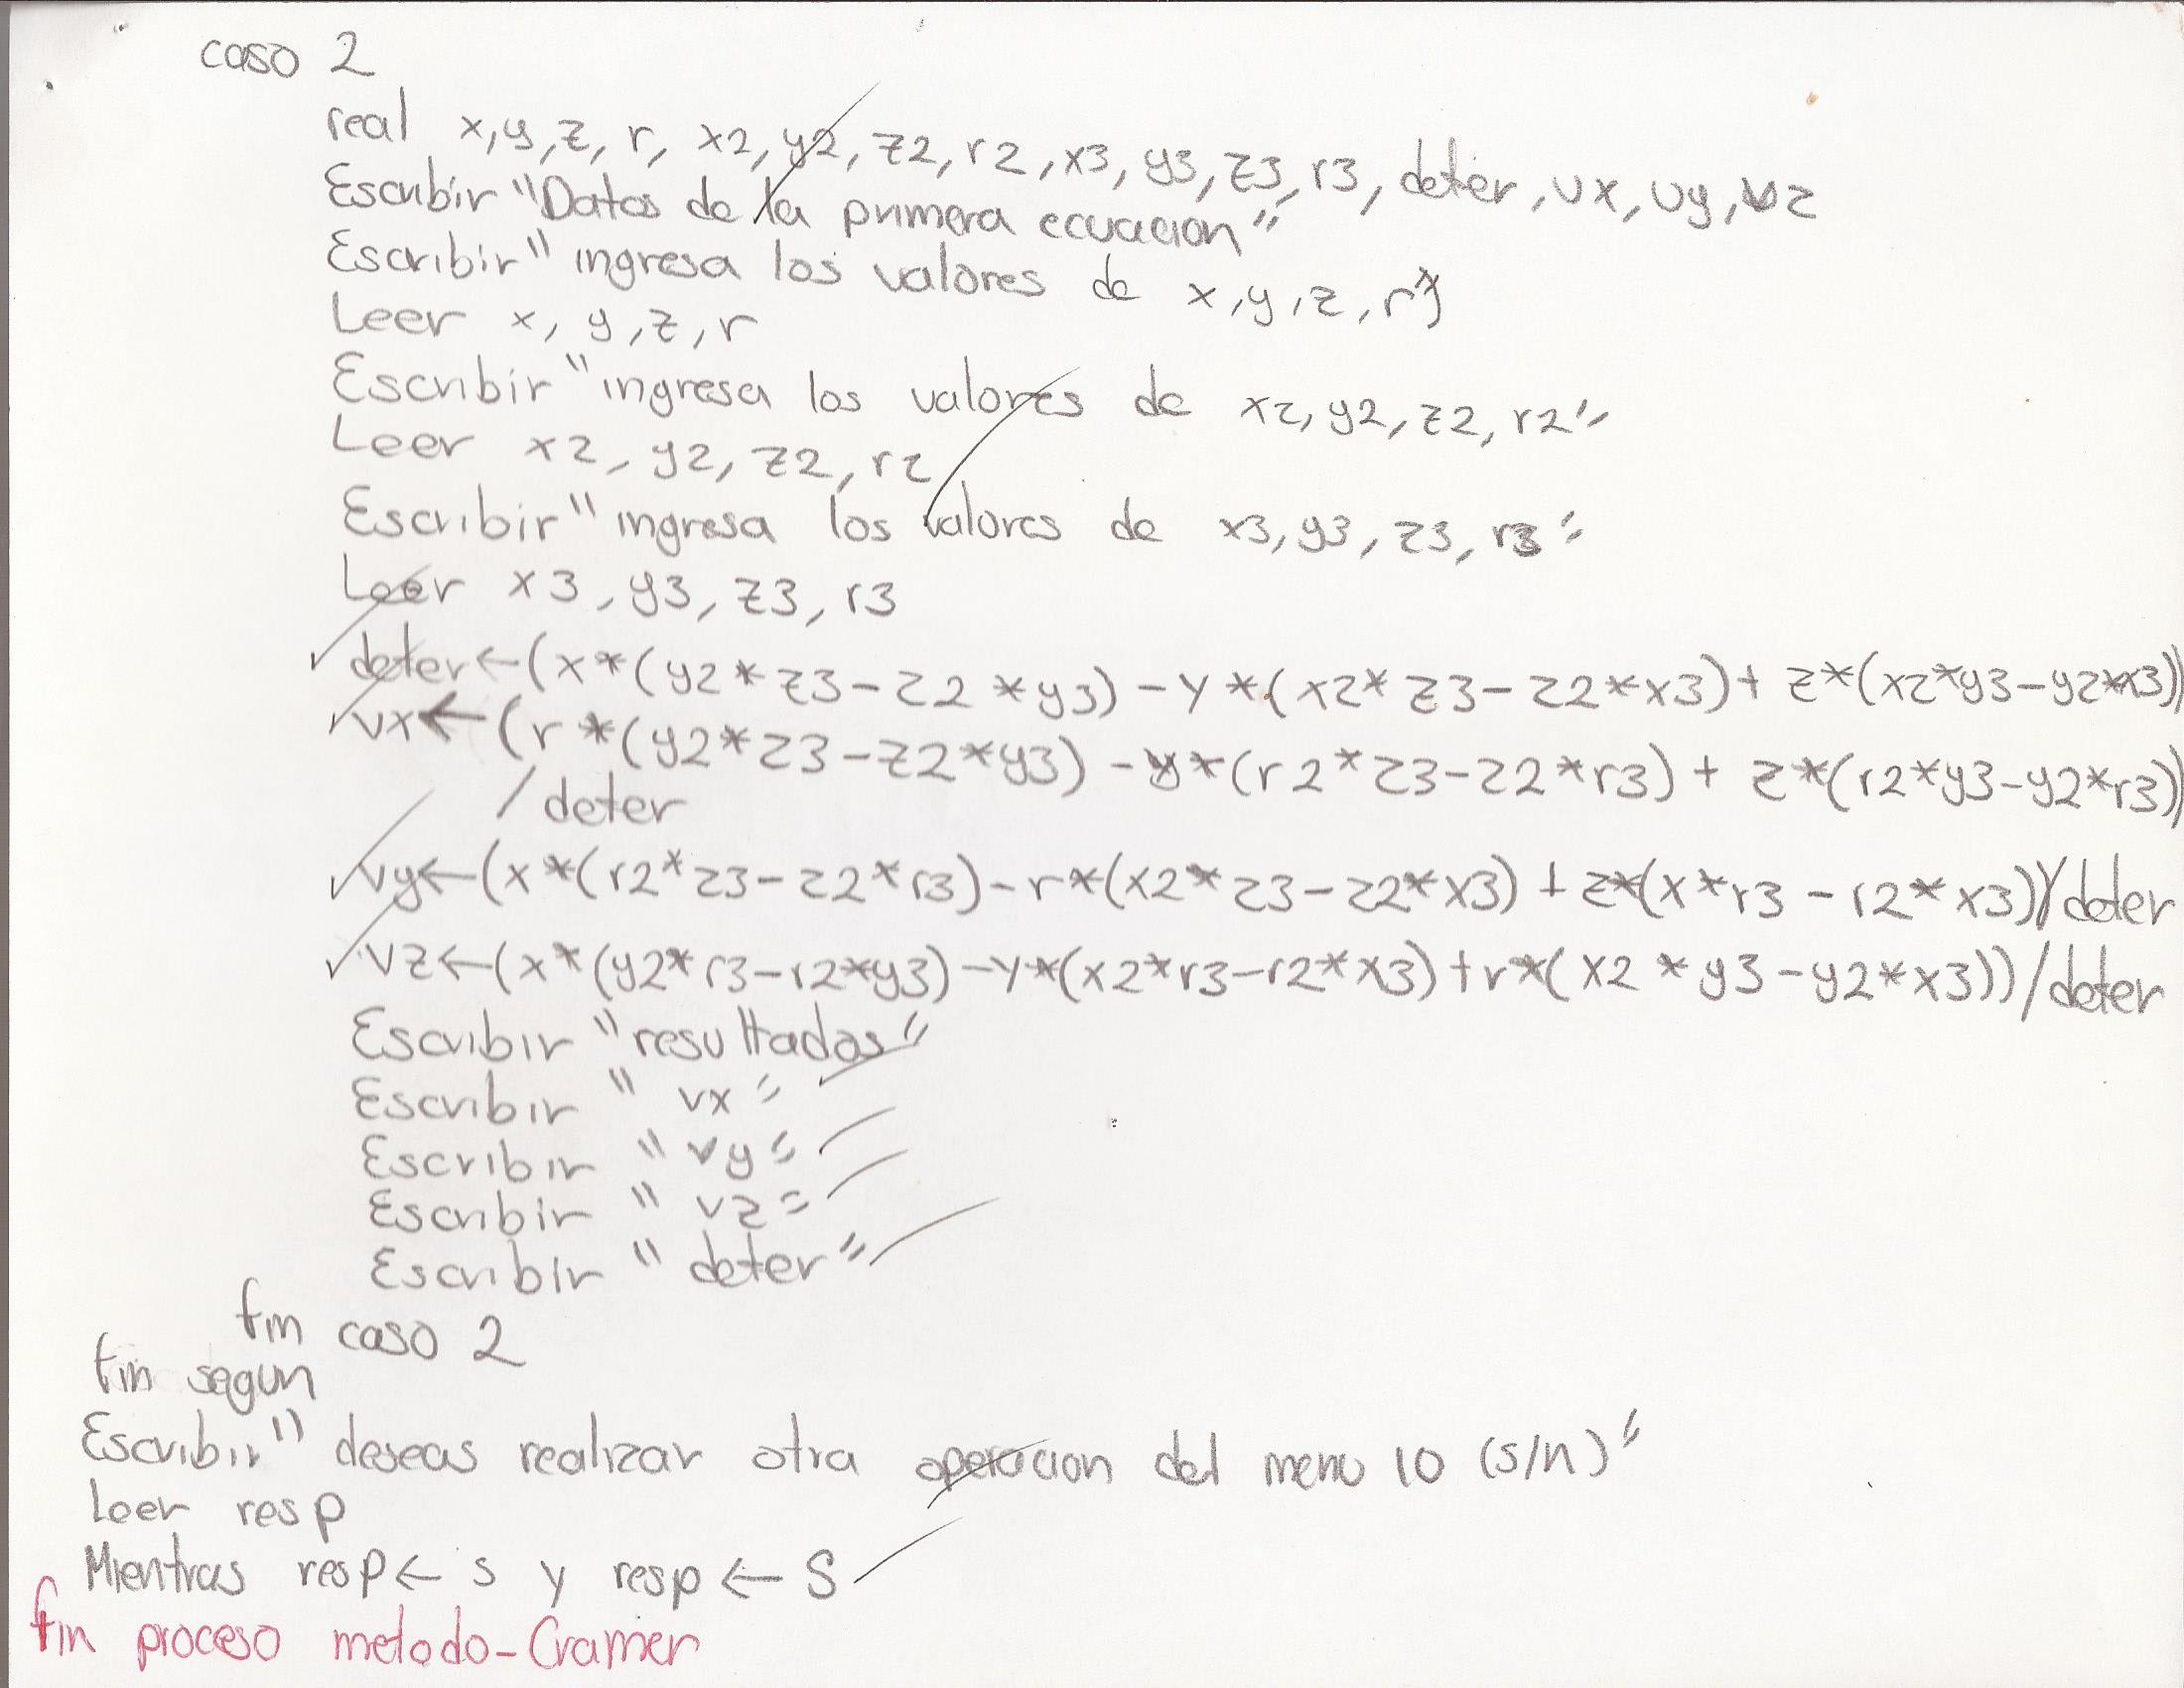 caso 2
real x,y,z, r, x2, y2, z2, r2, x3, y3, z3, r3, deter, vx, vy, vz
Escribir "Datos de la primera ecuacion"
Escribir "ingresa los valores de x,y,z,r"
Leer x, y, z, r
Escribir "ingresa los valores de x2, y2, z2, r2"
Leer x2, y2, z2, r2
Escribir "ingresa los valores de x3, y3, z3, r3"
Leer x3, y3, z3, r3
deter←(x*(y2*z3-z2*y3)-y*(x2*z3-z2*x3)+z*(x2*y3-y2*x3))
vx←(r*(y2*z3-z2*y3)-y*(r2*z3-z2*r3)+z*(r2*y3-y2*r3))
/deter
vy←(x*(r2*z3-z2*r3)-r*(x2*z3-z2*x3)+z*(x*r3-r2*x3))/deter
vz←(x*(y2*r3-r2*y3)-y*(x2*r3-r2*x3)+r*(x2*y3-y2*x3))/deter
Escribir "resultados"
Escribir "vx"
Escribir "vy"
Escribir "vz"
Escribir "deter"
fin caso 2
fin segun
Escribir "deseas realizar otra operacion del menu 10 (s/n)"
Leer resp
Mientras resp← s y resp ← S
fin proceso metodo-Cramer